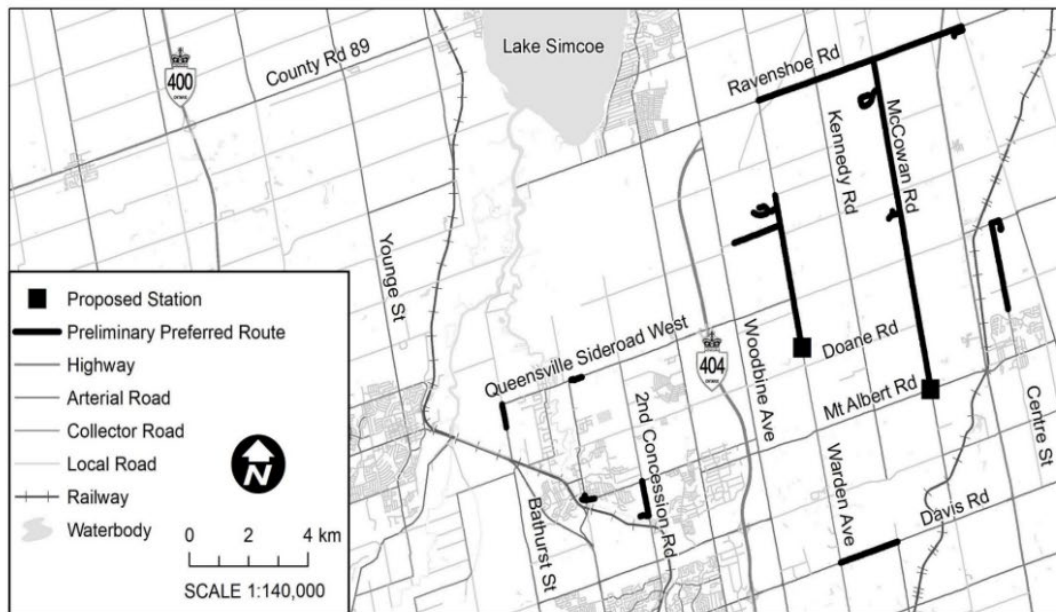 Lake Simcoe
County Rd 89
400
Ravenshoe Rd
Kennedy Rd
McCowan Rd
Younge St
Queensville Sideroad West
404
Woodbine Ave
Doane Rd
Mt Albert Rd
2nd Concession Rd
Bathurst St
Warden Ave
Davis Rd
Centre St
Proposed Station
Preliminary Preferred Route
Highway
Arterial Road
Collector Road
Local Road
Railway
Waterbody
N
0 2 4 km
SCALE 1:140,000